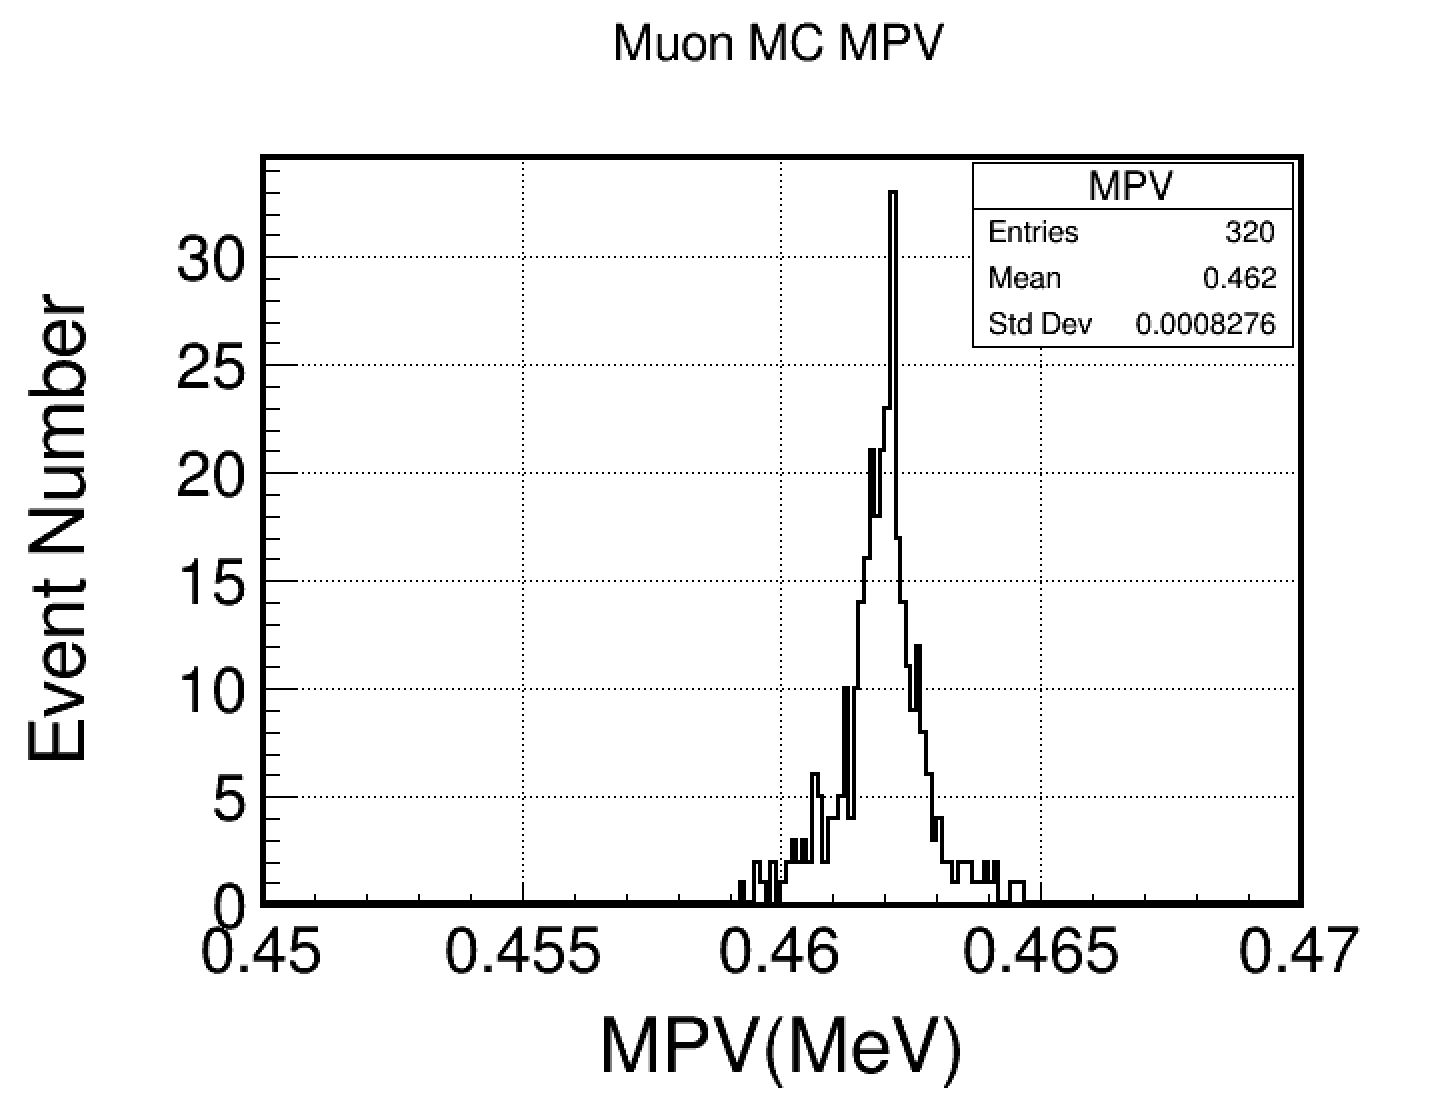 Muon MC MPV
MPV
Entries 320
Mean 0.462
Std Dev 0.0008276
Event Number
30
25
20
15
10
5
0
0.45 0.455 0.46 0.465 0.47
MPV(MeV)